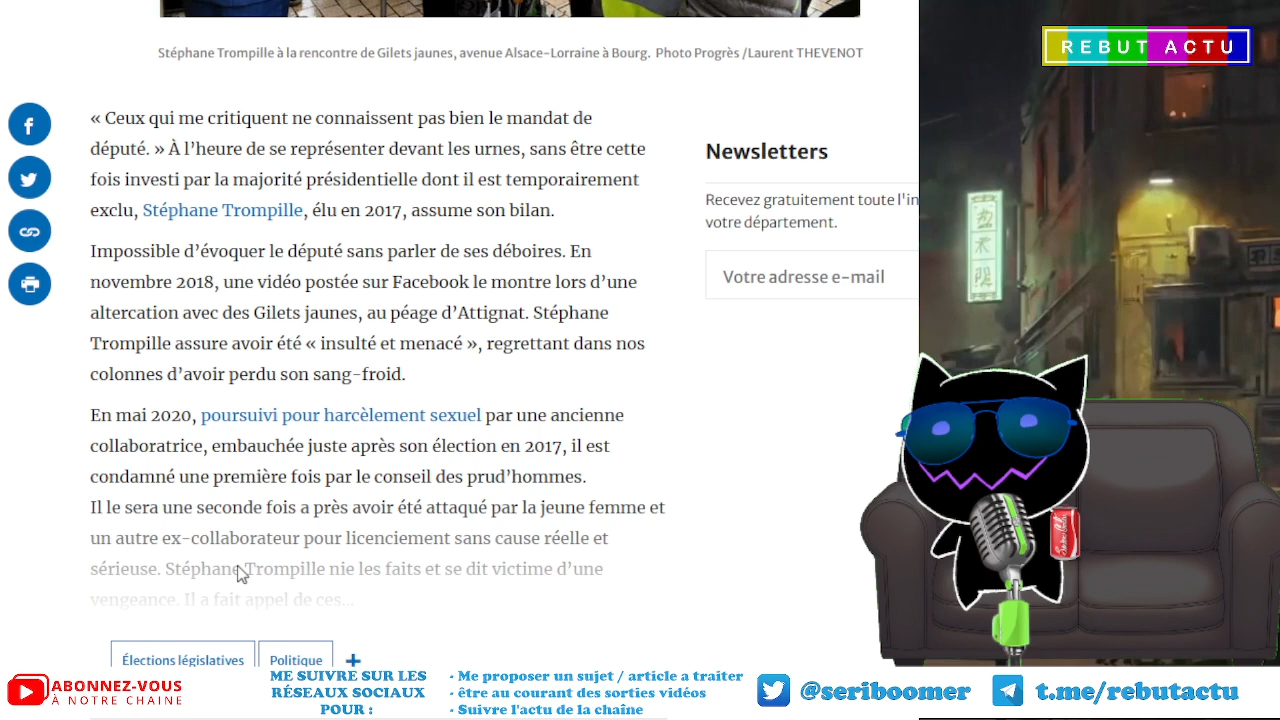 Stéphane Trompille à la rencontre de Gilets jaunes, avenue Alsace-Lorraine à Bourg. Photo Progrès /Laurent THEVENOT
REBUT ACTU
« Ceux qui me critiquent ne connaissent pas bien le mandat de
député. » À l’heure de se représenter devant les urnes, sans être cette
fois investi par la majorité présidentielle dont il est temporairement
exclu, Stéphane Trompille, élu en 2017, assume son bilan.
Impossible d’évoquer le député sans parler de ses déboires. En
novembre 2018, une vidéo postée sur Facebook le montre lors d’une
altercation avec des Gilets jaunes, au péage d’Attignat. Stéphane
Trompille assure avoir été « insulté et menacé », regrettant dans nos
colonnes d’avoir perdu son sang-froid.
En mai 2020, poursuivi pour harcèlement sexuel par une ancienne
collaboratrice, embauchée juste après son élection en 2017, il est
condamné une première fois par le conseil des prud’hommes.
Il le sera une seconde fois a près avoir été attaqué par la jeune femme et
un autre ex-collaborateur pour licenciement sans cause réelle et
sérieuse. Stéphane Trompille nie les faits et se dit victime d’une
vengeance. Il a fait appel de ces...
Newsletters
Recevez gratuitement toute l'in
votre département.
Votre adresse e-mail
Élections législatives
Politique
+
ABONNEZ-VOUS
À NOTRE CHAINE
ME SUIVRE SUR LES
RÉSEAUX SOCIAUX
POUR :
- Me proposer un sujet / article a traiter
- être au courant des sorties vidéos
- Suivre l'actu de la chaîne
@seriboomer
t.me/rebutactu